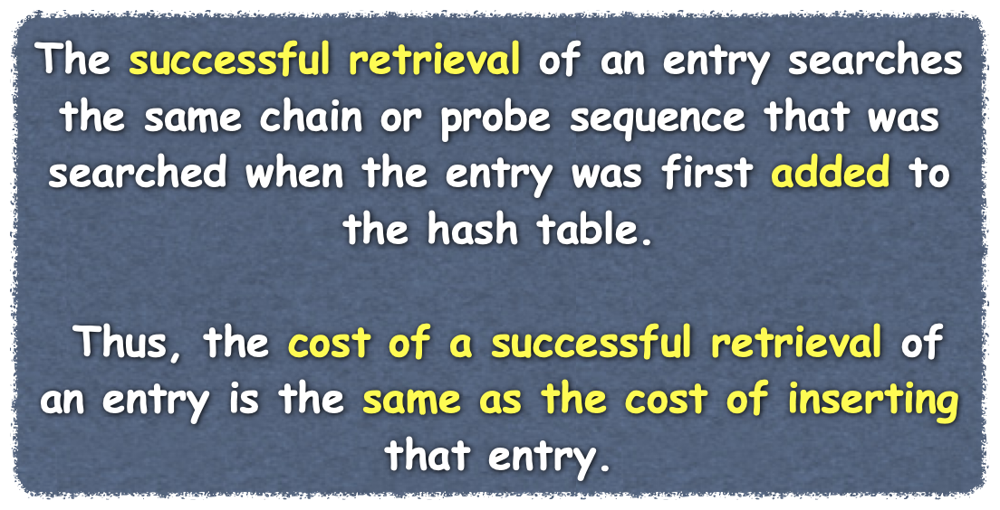 The successful retrieval of an entry searches
the same chain or probe sequence that was
searched when the entry was first added to
the hash table.
Thus, the cost of a successful retrieval of
an entry is the same as the cost of inserting
that entry.